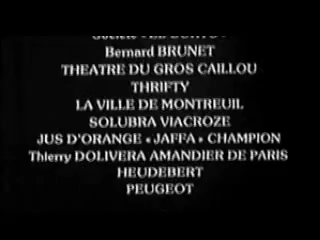 Bernard BRUNET
THEATRE DU GROS CAILLOU
THRIFTY
LA VILLE DE MONTREUIL
SOLUBRA VIACROZE
JUS D'ORANGE « JAFFA » CHAMPION
Thierry DOLIVERA AMANDIER DE PARIS
HEUDEBERT
PEUGEOT